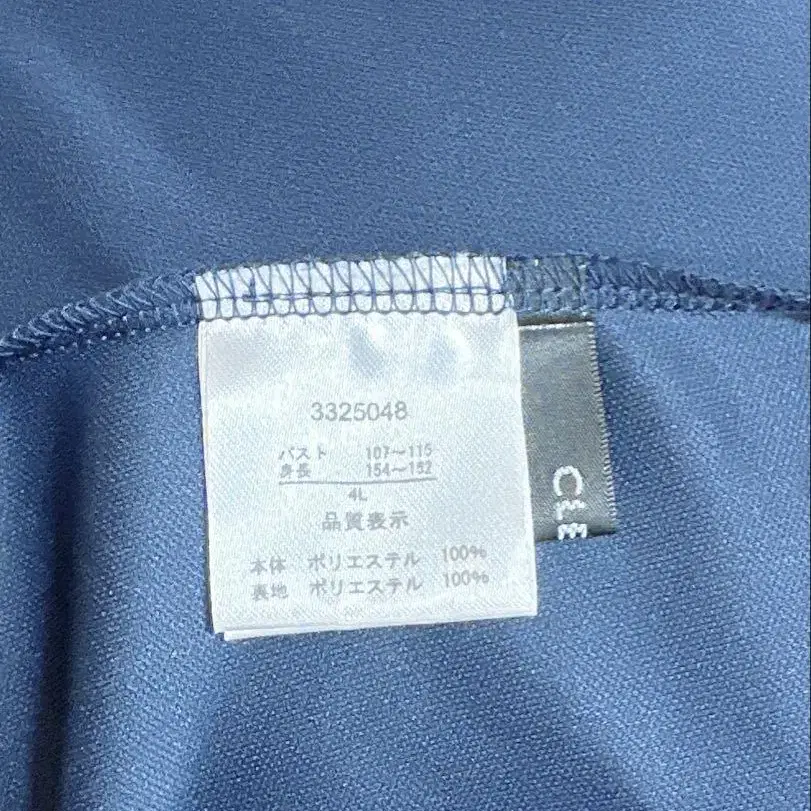 3325048
バスト 107～115
身長 154～162
4L
品質表示
本体 ポリエステル 100%
表地 ポリエステル 100%
CLE